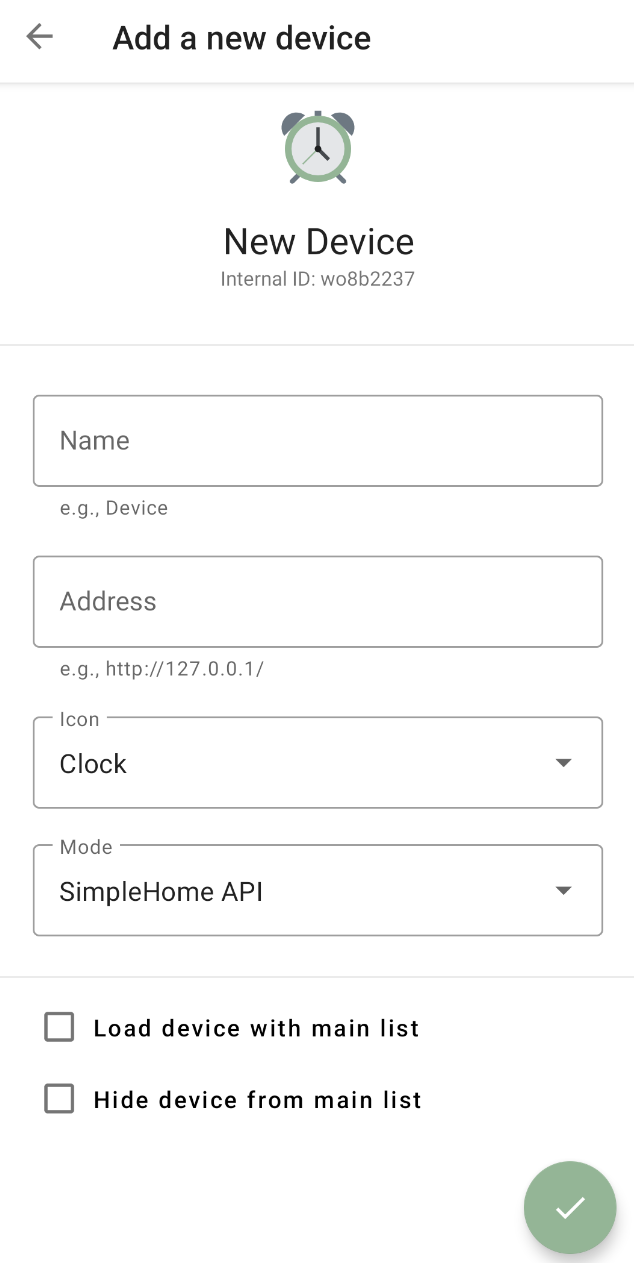 Add a new device
New Device
Internal ID: wo8b2237
Name
e.g., Device
Address
e.g., http://127.0.0.1/
Icon
Clock
Mode
SimpleHome API
Load device with main list
Hide device from main list